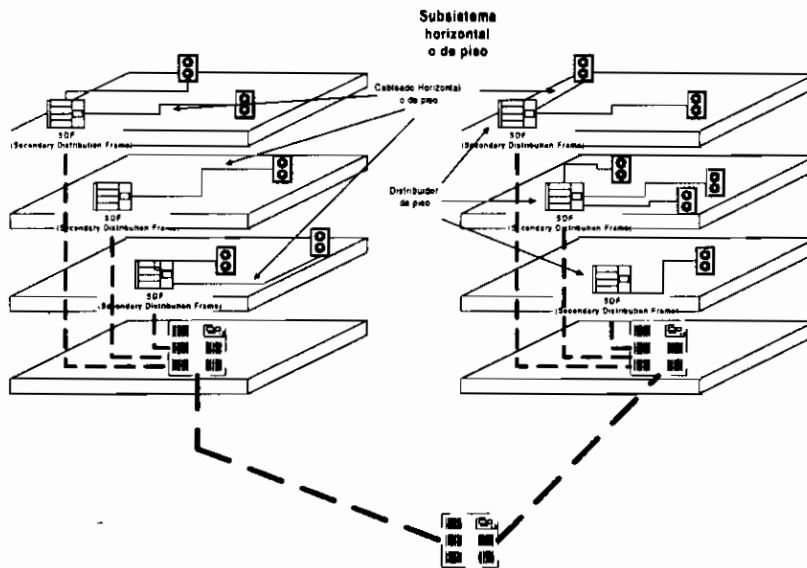 Subsistema
horizontal
o de piso
Cableado Horizontal
o de piso
SDF
(Secondary Distribution Frame)
SDF
(Secondary Distribution Frame)
SDF
(Secondary Distribution Frame)
Distribuidor
de piso
SDF
(Secondary Distribution Frame)
SDF
(Secondary Distribution Frame)
SDF
(Secondary Distribution Frame)